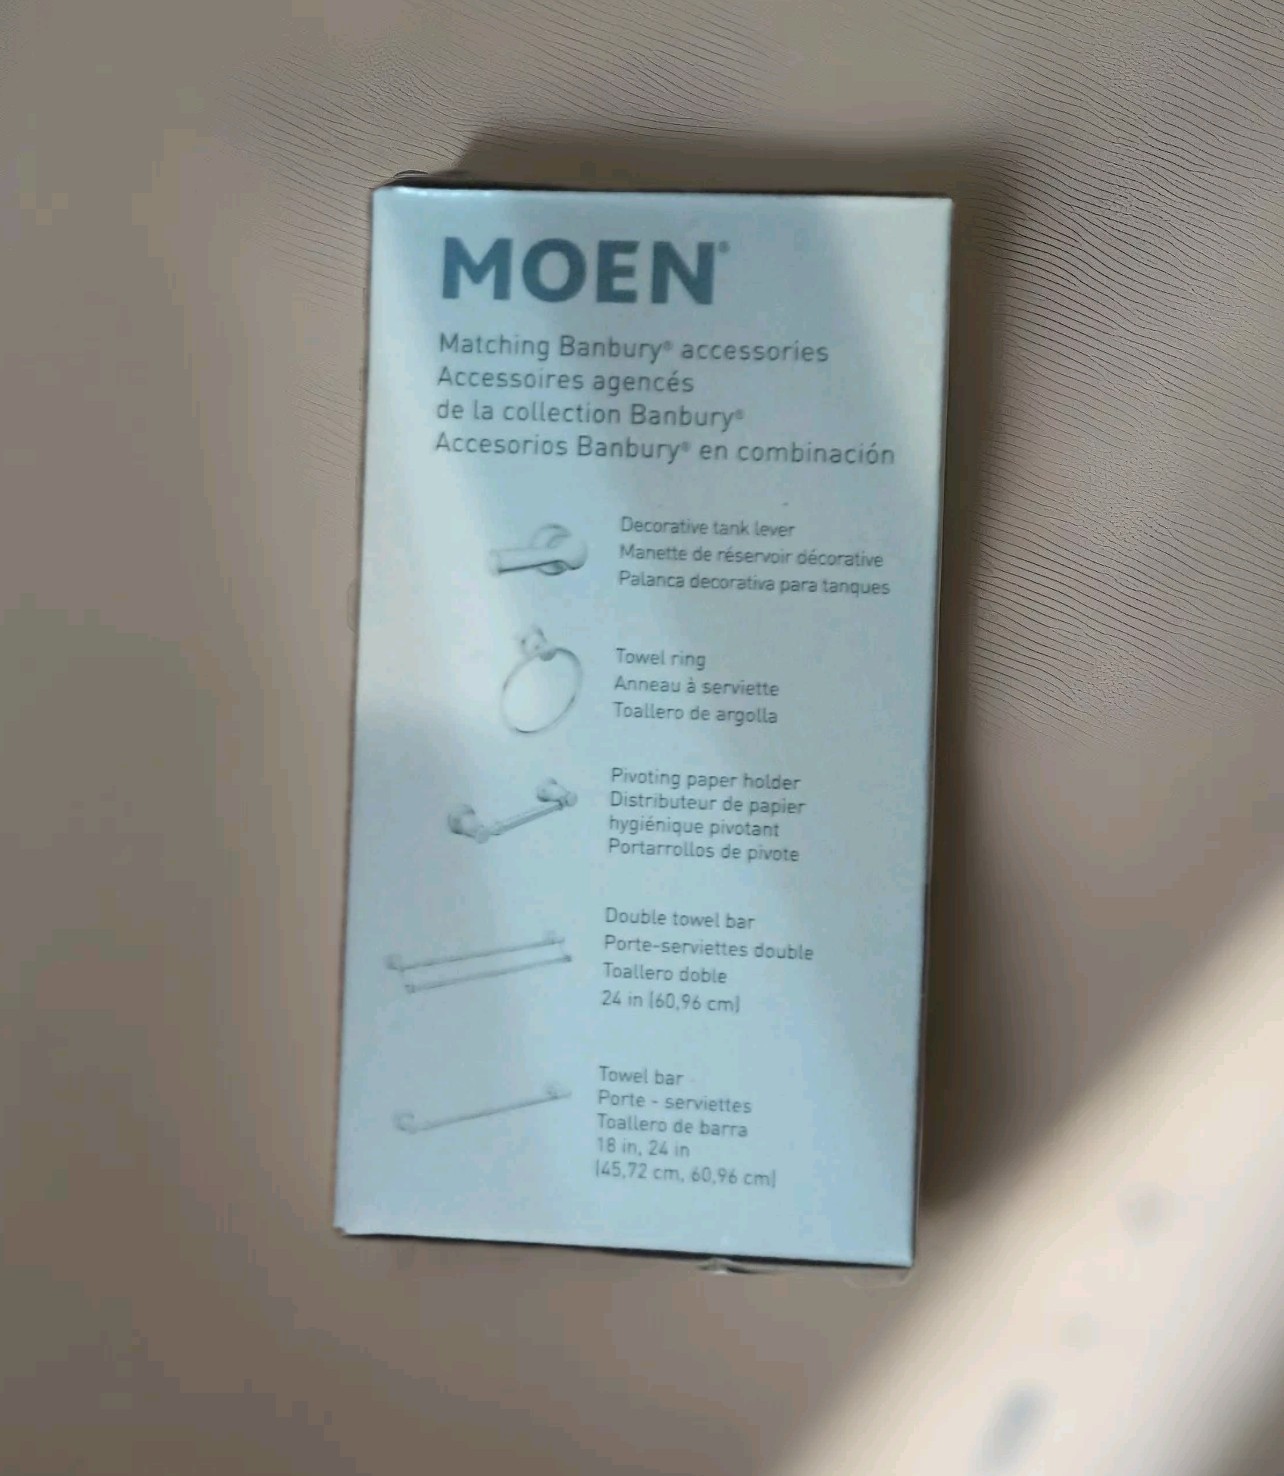 MOEN®
Matching Banbury® accessories
Accessoires agencés
de la collection Banbury®
Accesorios Banbury® en combinación
Decorative tank lever
Manette de réservoir décorative
Palanca decorativa para tanques
Towel ring
Anneau à serviette
Toallero de argolla
Pivoting paper holder
Distributeur de papier
hygiénique pivotant
Portarrollos de pivote
Double towel bar
Porte-serviettes double
Toallero doble
24 in (60,96 cm)
Towel bar
Porte - serviettes
Toallero de barra
18 in, 24 in
(45,72 cm, 60,96 cm)